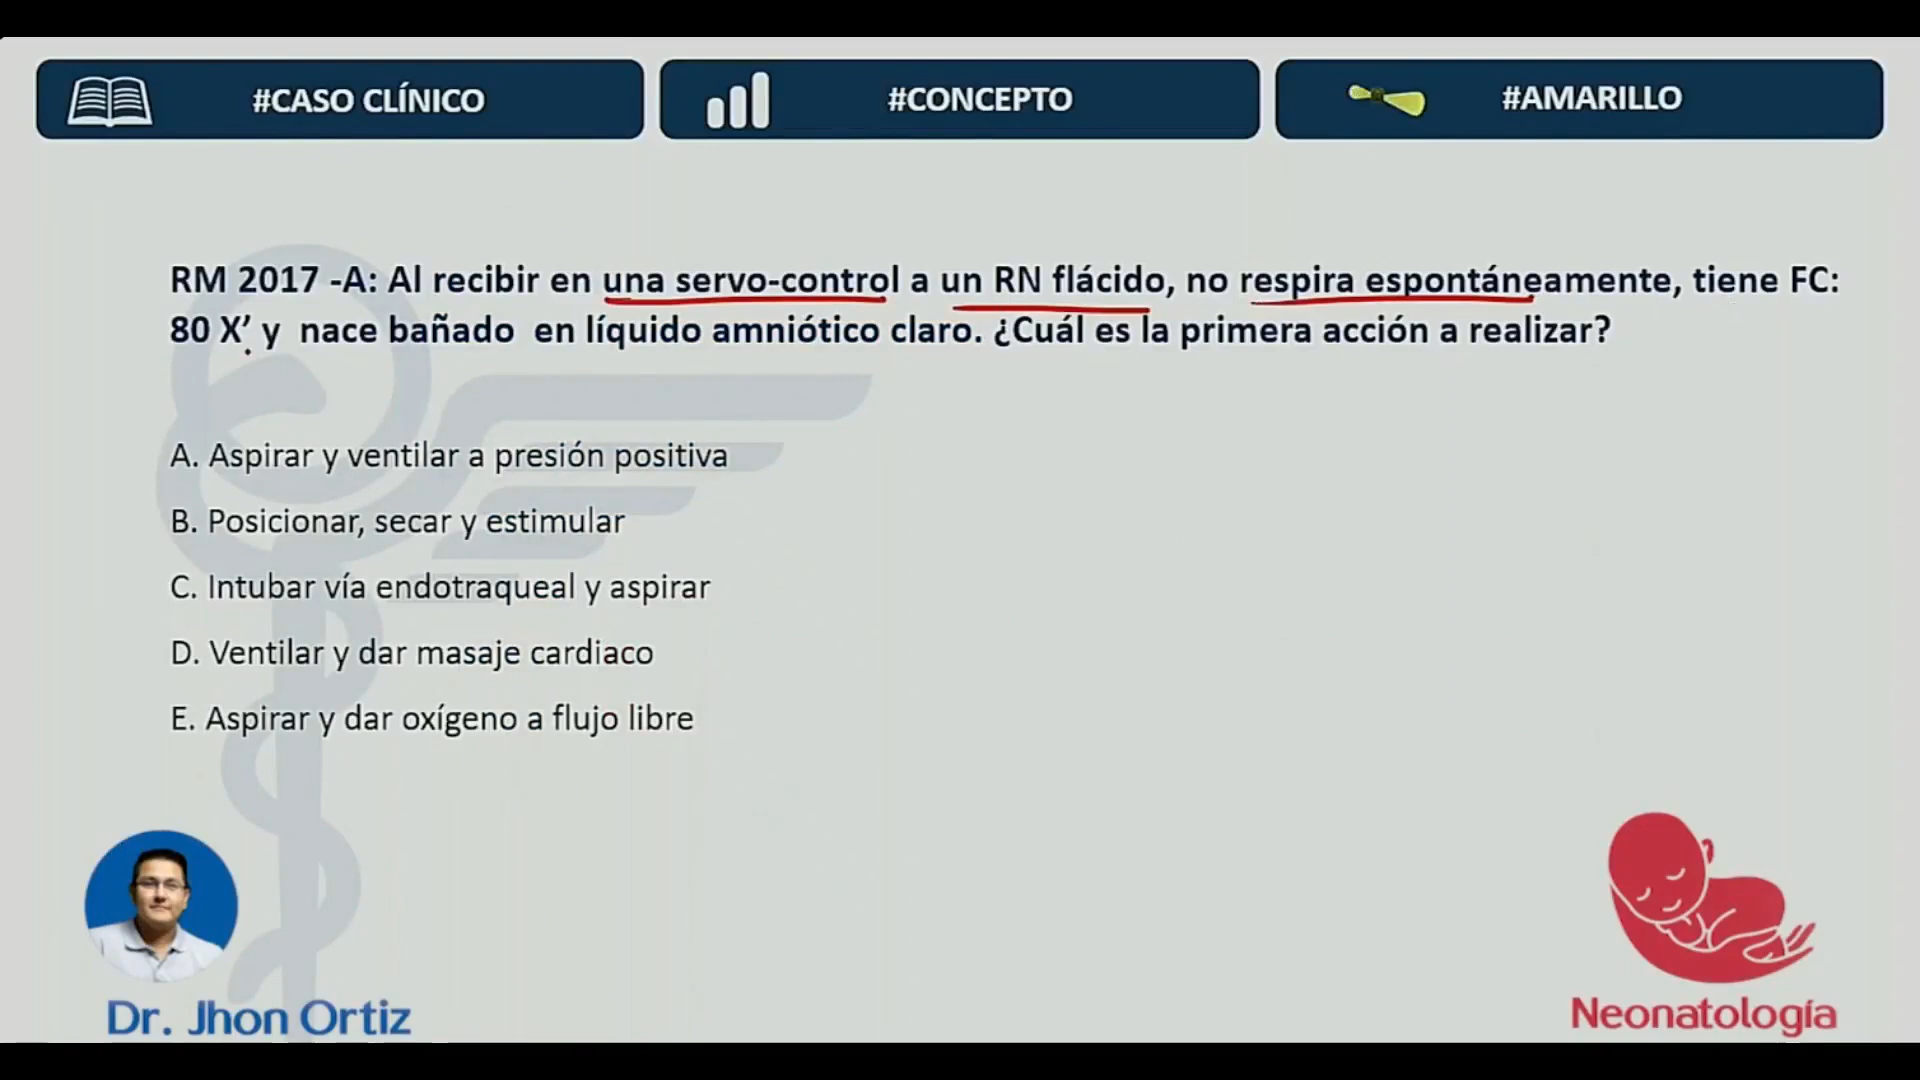 #CASO CLÍNICO
#CONCEPTO
#AMARILLO
RM 2017 -A: Al recibir en una servo-control a un RN flácido, no respira espontáneamente, tiene FC:
80 X’ y nace bañado en líquido amniótico claro. ¿Cuál es la primera acción a realizar?
A. Aspirar y ventilar a presión positiva
B. Posicionar, secar y estimular
C. Intubar vía endotraqueal y aspirar
D. Ventilar y dar masaje cardiaco
E. Aspirar y dar oxígeno a flujo libre
Dr. Jhon Ortiz
Neonatología